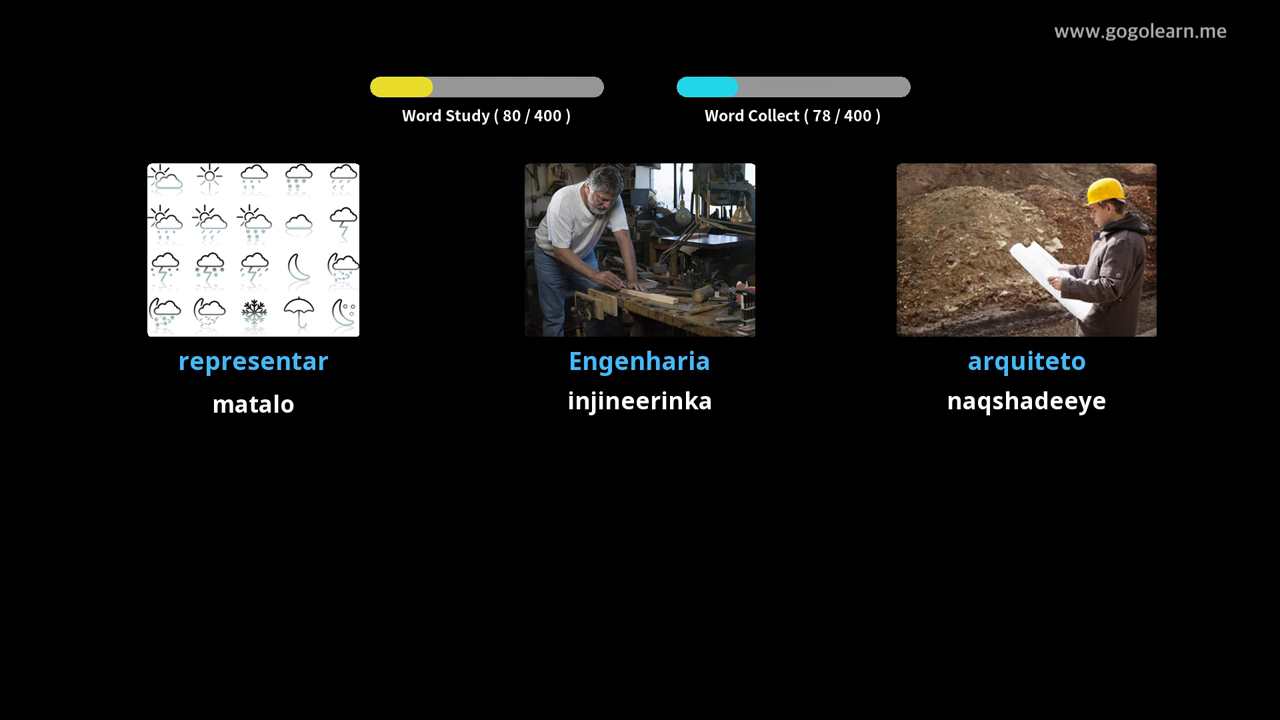 www.gogolearn.me
Word Study ( 80 / 400 )
Word Collect ( 78 / 400 )
representar
matalo
Engenharia
injineerinka
arquiteto
naqshadeeye